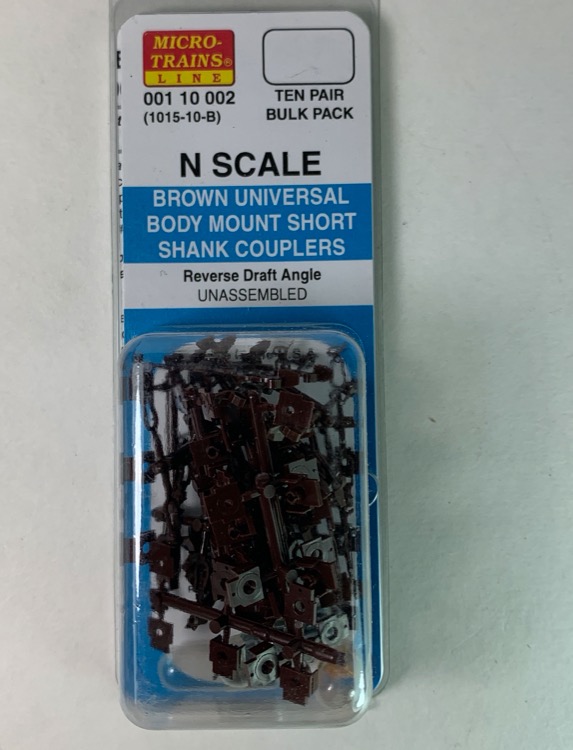 MICRO-
TRAINS®
LINE
001 10 002
(1015-10-B)
TEN PAIR
BULK PACK
N SCALE
BROWN UNIVERSAL
BODY MOUNT SHORT
SHANK COUPLERS
Reverse Draft Angle
UNASSEMBLED